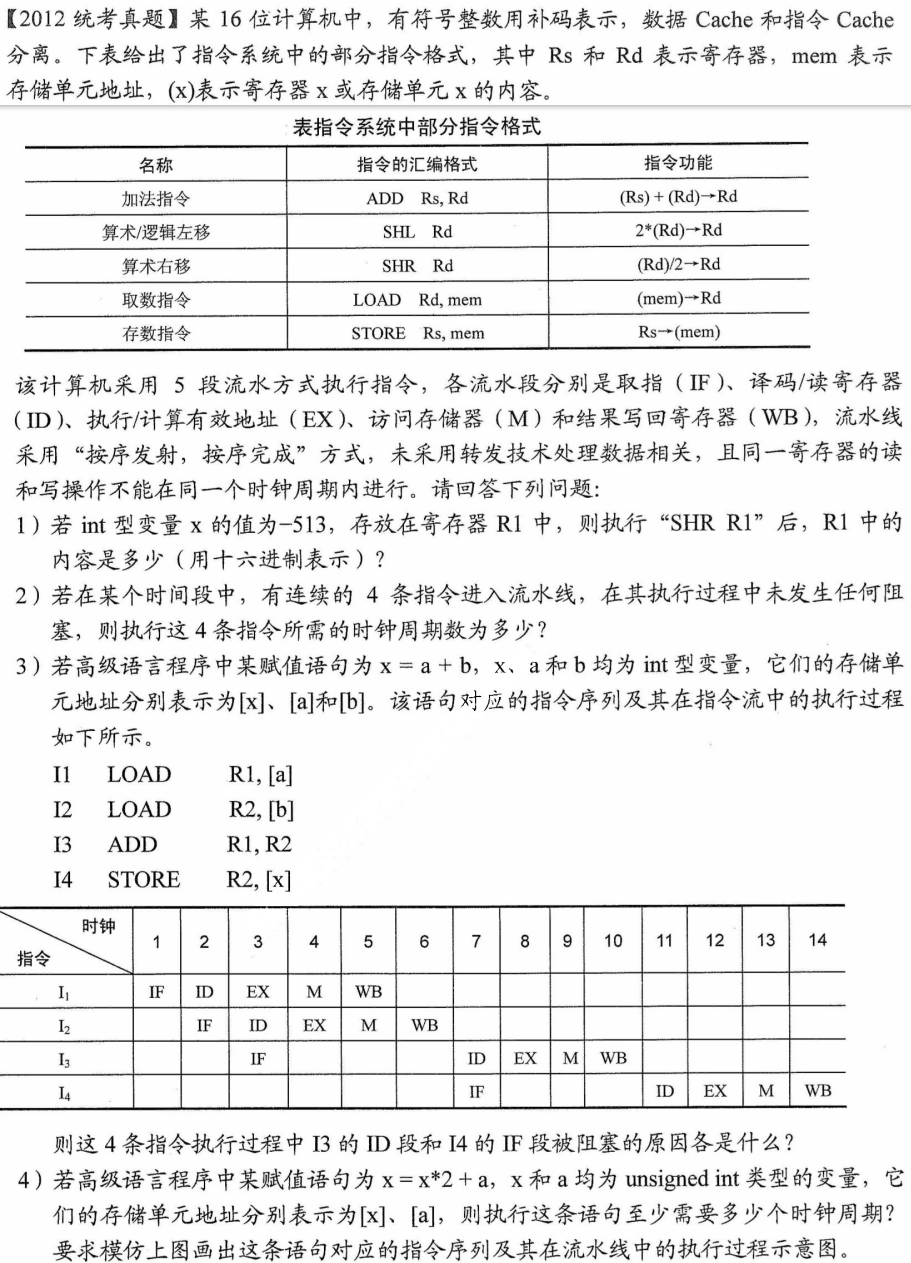 【2012 统考真题】某 16 位计算机中，有符号整数用补码表示，数据 Cache 和指令 Cache
分离。下表给出了指令系统中的部分指令格式，其中 Rs 和 Rd 表示寄存器，mem 表示
存储单元地址，(x)表示寄存器 x 或存储单元 x 的内容。
表指令系统中部分指令格式
名称 指令的汇编格式 指令功能
加法指令 ADD Rs, Rd (Rs) + (Rd)→Rd
算术/逻辑左移 SHL Rd 2*(Rd)→Rd
算术右移 SHR Rd (Rd)/2→Rd
取数指令 LOAD Rd, mem (mem)→Rd
存数指令 STORE Rs, mem Rs→(mem)
该计算机采用 5 段流水方式执行指令，各流水段分别是取指（IF）、译码/读寄存器
（ID）、执行/计算有效地址（EX）、访问存储器（M）和结果写回寄存器（WB），流水线
采用“按序发射，按序完成”方式，未采用转发技术处理数据相关，且同一寄存器的读
和写操作不能在同一个时钟周期内进行。请回答下列问题：
1）若 int 型变量 x 的值为−513，存放在寄存器 R1 中，则执行“SHR R1”后，R1 中的
内容是多少（用十六进制表示）？
2）若在某个时间段中，有连续的 4 条指令进入流水线，在其执行过程中未发生任何阻
塞，则执行这 4 条指令所需的时钟周期数为多少？
3）若高级语言程序中某赋值语句为 x = a + b，x、a 和 b 均为 int 型变量，它们的存储单
元地址分别表示为[x]、[a]和[b]。该语句对应的指令序列及其在指令流中的执行过程
如下所示。
I1 LOAD R1, [a]
I2 LOAD R2, [b]
I3 ADD R1, R2
I4 STORE R2, [x]
时钟
指令 1 2 3 4 5 6 7 8 9 10 11 12 13 14
I₁ IF ID EX M WB
I₂ IF ID EX M WB
I₃ IF ID EX M WB
I₄ IF ID EX M WB
则这 4 条指令执行过程中 I3 的 ID 段和 I4 的 IF 段被阻塞的原因各是什么？
4）若高级语言程序中某赋值语句为 x = x*2 + a，x 和 a 均为 unsigned int 类型的变量，它
们的存储单元地址分别表示为[x]、[a]，则执行这条语句至少需要多少个时钟周期？
要求模仿上图画出这条语句对应的指令序列及其在流水线中的执行过程示意图。